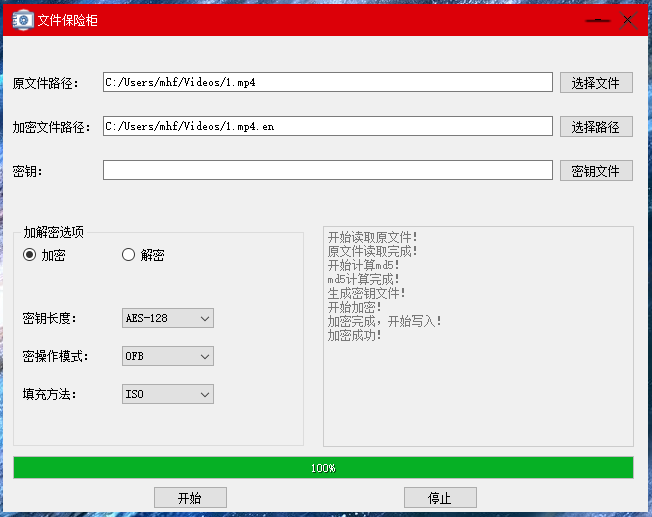 文件保险柜
原文件路径：
C:/Users/mhf/Videos/1.mp4
选择文件
加密文件路径：
C:/Users/mhf/Videos/1.mp4.en
选择路径
密钥：
密钥文件
加解密选项
加密
解密
密钥长度：
AES-128
密操作模式：
OFB
填充方法：
ISO
开始读取原文件！
原文件读取完成！
开始计算md5！
md5计算完成！
生成密钥文件！
开始加密！
加密完成，开始写入！
加密成功！
100%
开始
停止